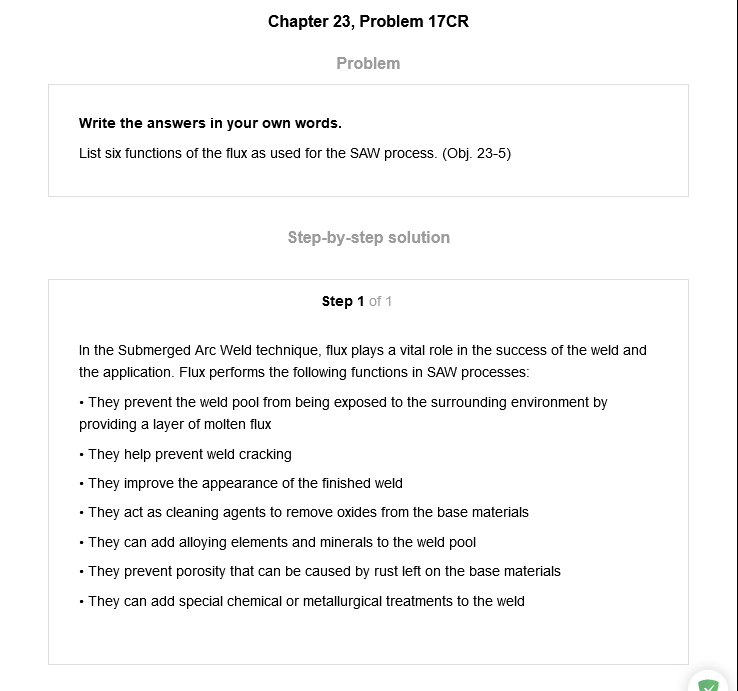 Chapter 23, Problem 17CR
Problem
Write the answers in your own words.
List six functions of the flux as used for the SAW process. (Obj. 23-5)
Step-by-step solution
Step 1 of 1
In the Submerged Arc Weld technique, flux plays a vital role in the success of the weld and
the application. Flux performs the following functions in SAW processes:
• They prevent the weld pool from being exposed to the surrounding environment by
providing a layer of molten flux
• They help prevent weld cracking
• They improve the appearance of the finished weld
• They act as cleaning agents to remove oxides from the base materials
• They can add alloying elements and minerals to the weld pool
• They prevent porosity that can be caused by rust left on the base materials
• They can add special chemical or metallurgical treatments to the weld